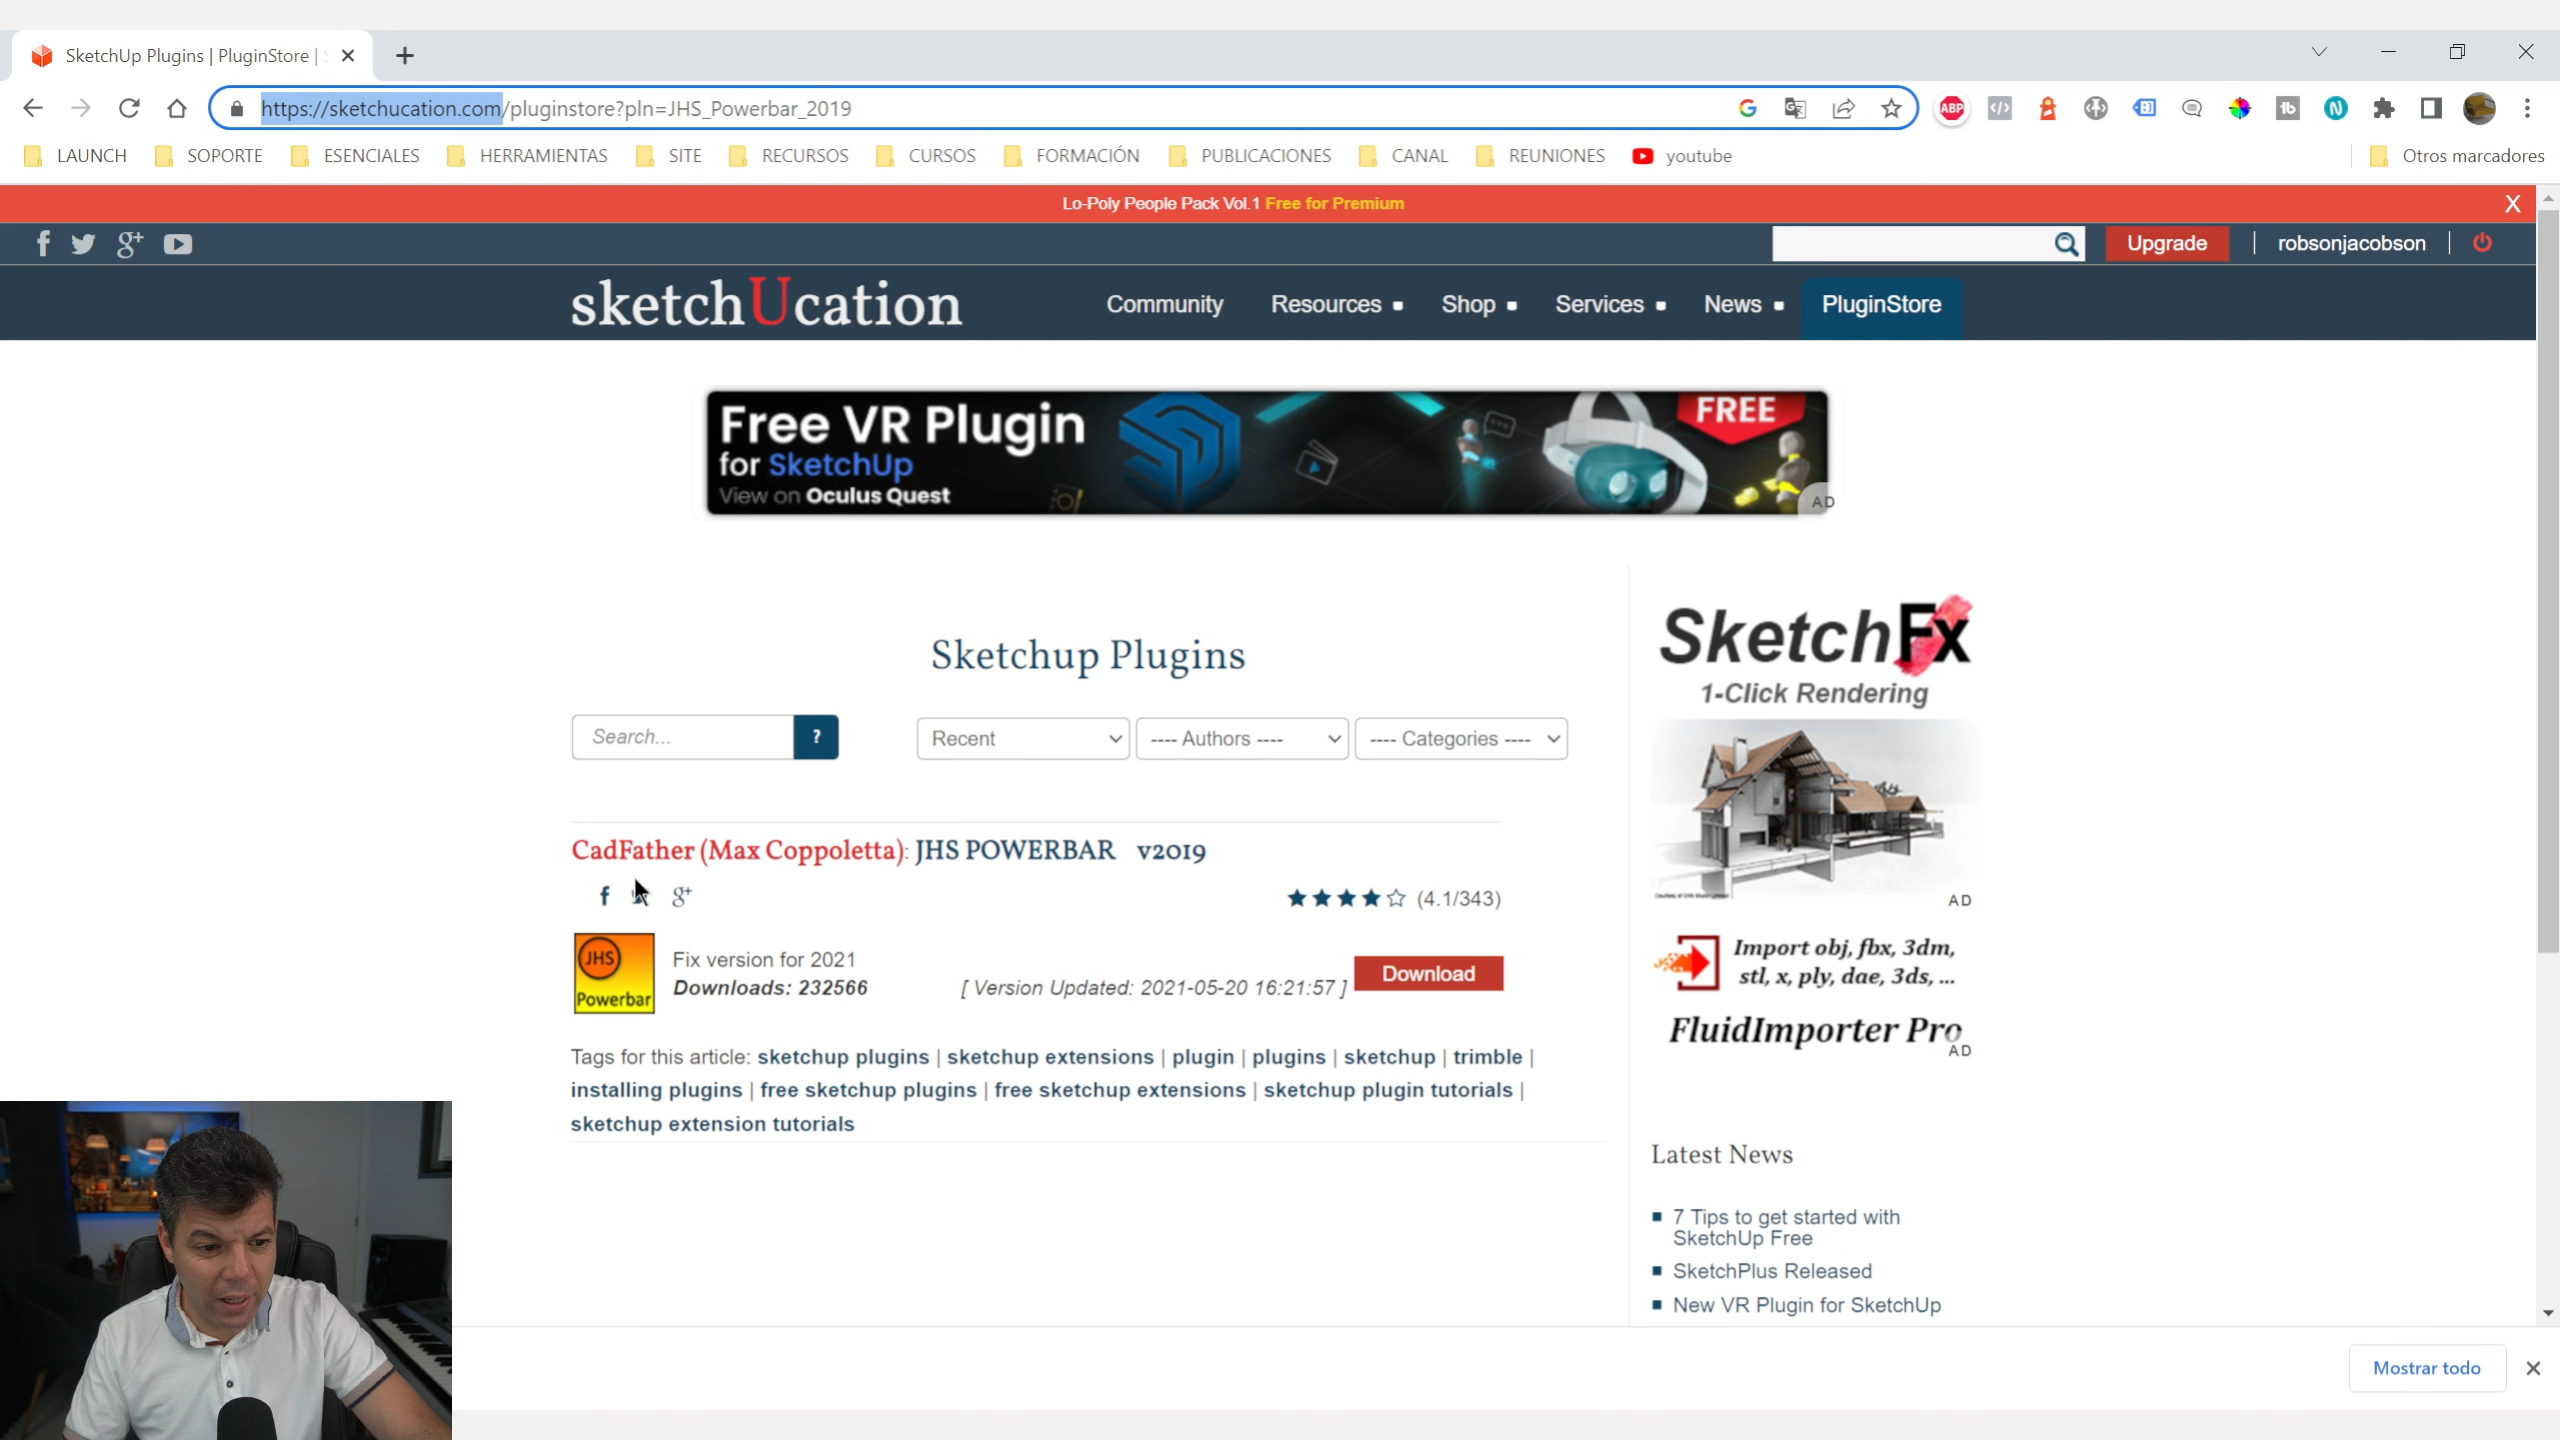 SketchUp Plugins | PluginStore |
https://sketchucation.com/pluginstore?pln=JHS_Powerbar_2019
ABP
LAUNCH SOPORTE ESENCIALES HERRAMIENTAS SITE RECURSOS CURSOS FORMACIÓN PUBLICACIONES CANAL REUNIONES youtube Otros marcadores
Lo-Poly People Pack Vol.1 Free for Premium X
Upgrade | robsonjacobson |
sketchUcation Community Resources Shop Services News PluginStore
Free VR Plugin
for SketchUp
View on Oculus Quest
FREE
AD
SketchFx
1-Click Rendering
AD
Sketchup Plugins
Search... ? Recent ---- Authors ---- ---- Categories ----
CadFather (Max Coppoletta): JHS POWERBAR v2019
f g+ (4.1/343)
JHS
Powerbar
Fix version for 2021
Downloads: 232566 [ Version Updated: 2021-05-20 16:21:57 ] Download
Import obj, fbx, 3dm,
stl, x, ply, dae, 3ds, ...
FluidImporter Pro
AD
Tags for this article: sketchup plugins | sketchup extensions | plugin | plugins | sketchup | trimble |
installing plugins | free sketchup plugins | free sketchup extensions | sketchup plugin tutorials |
sketchup extension tutorials
Latest News
7 Tips to get started with
SketchUp Free
SketchPlus Released
New VR Plugin for SketchUp
Mostrar todo